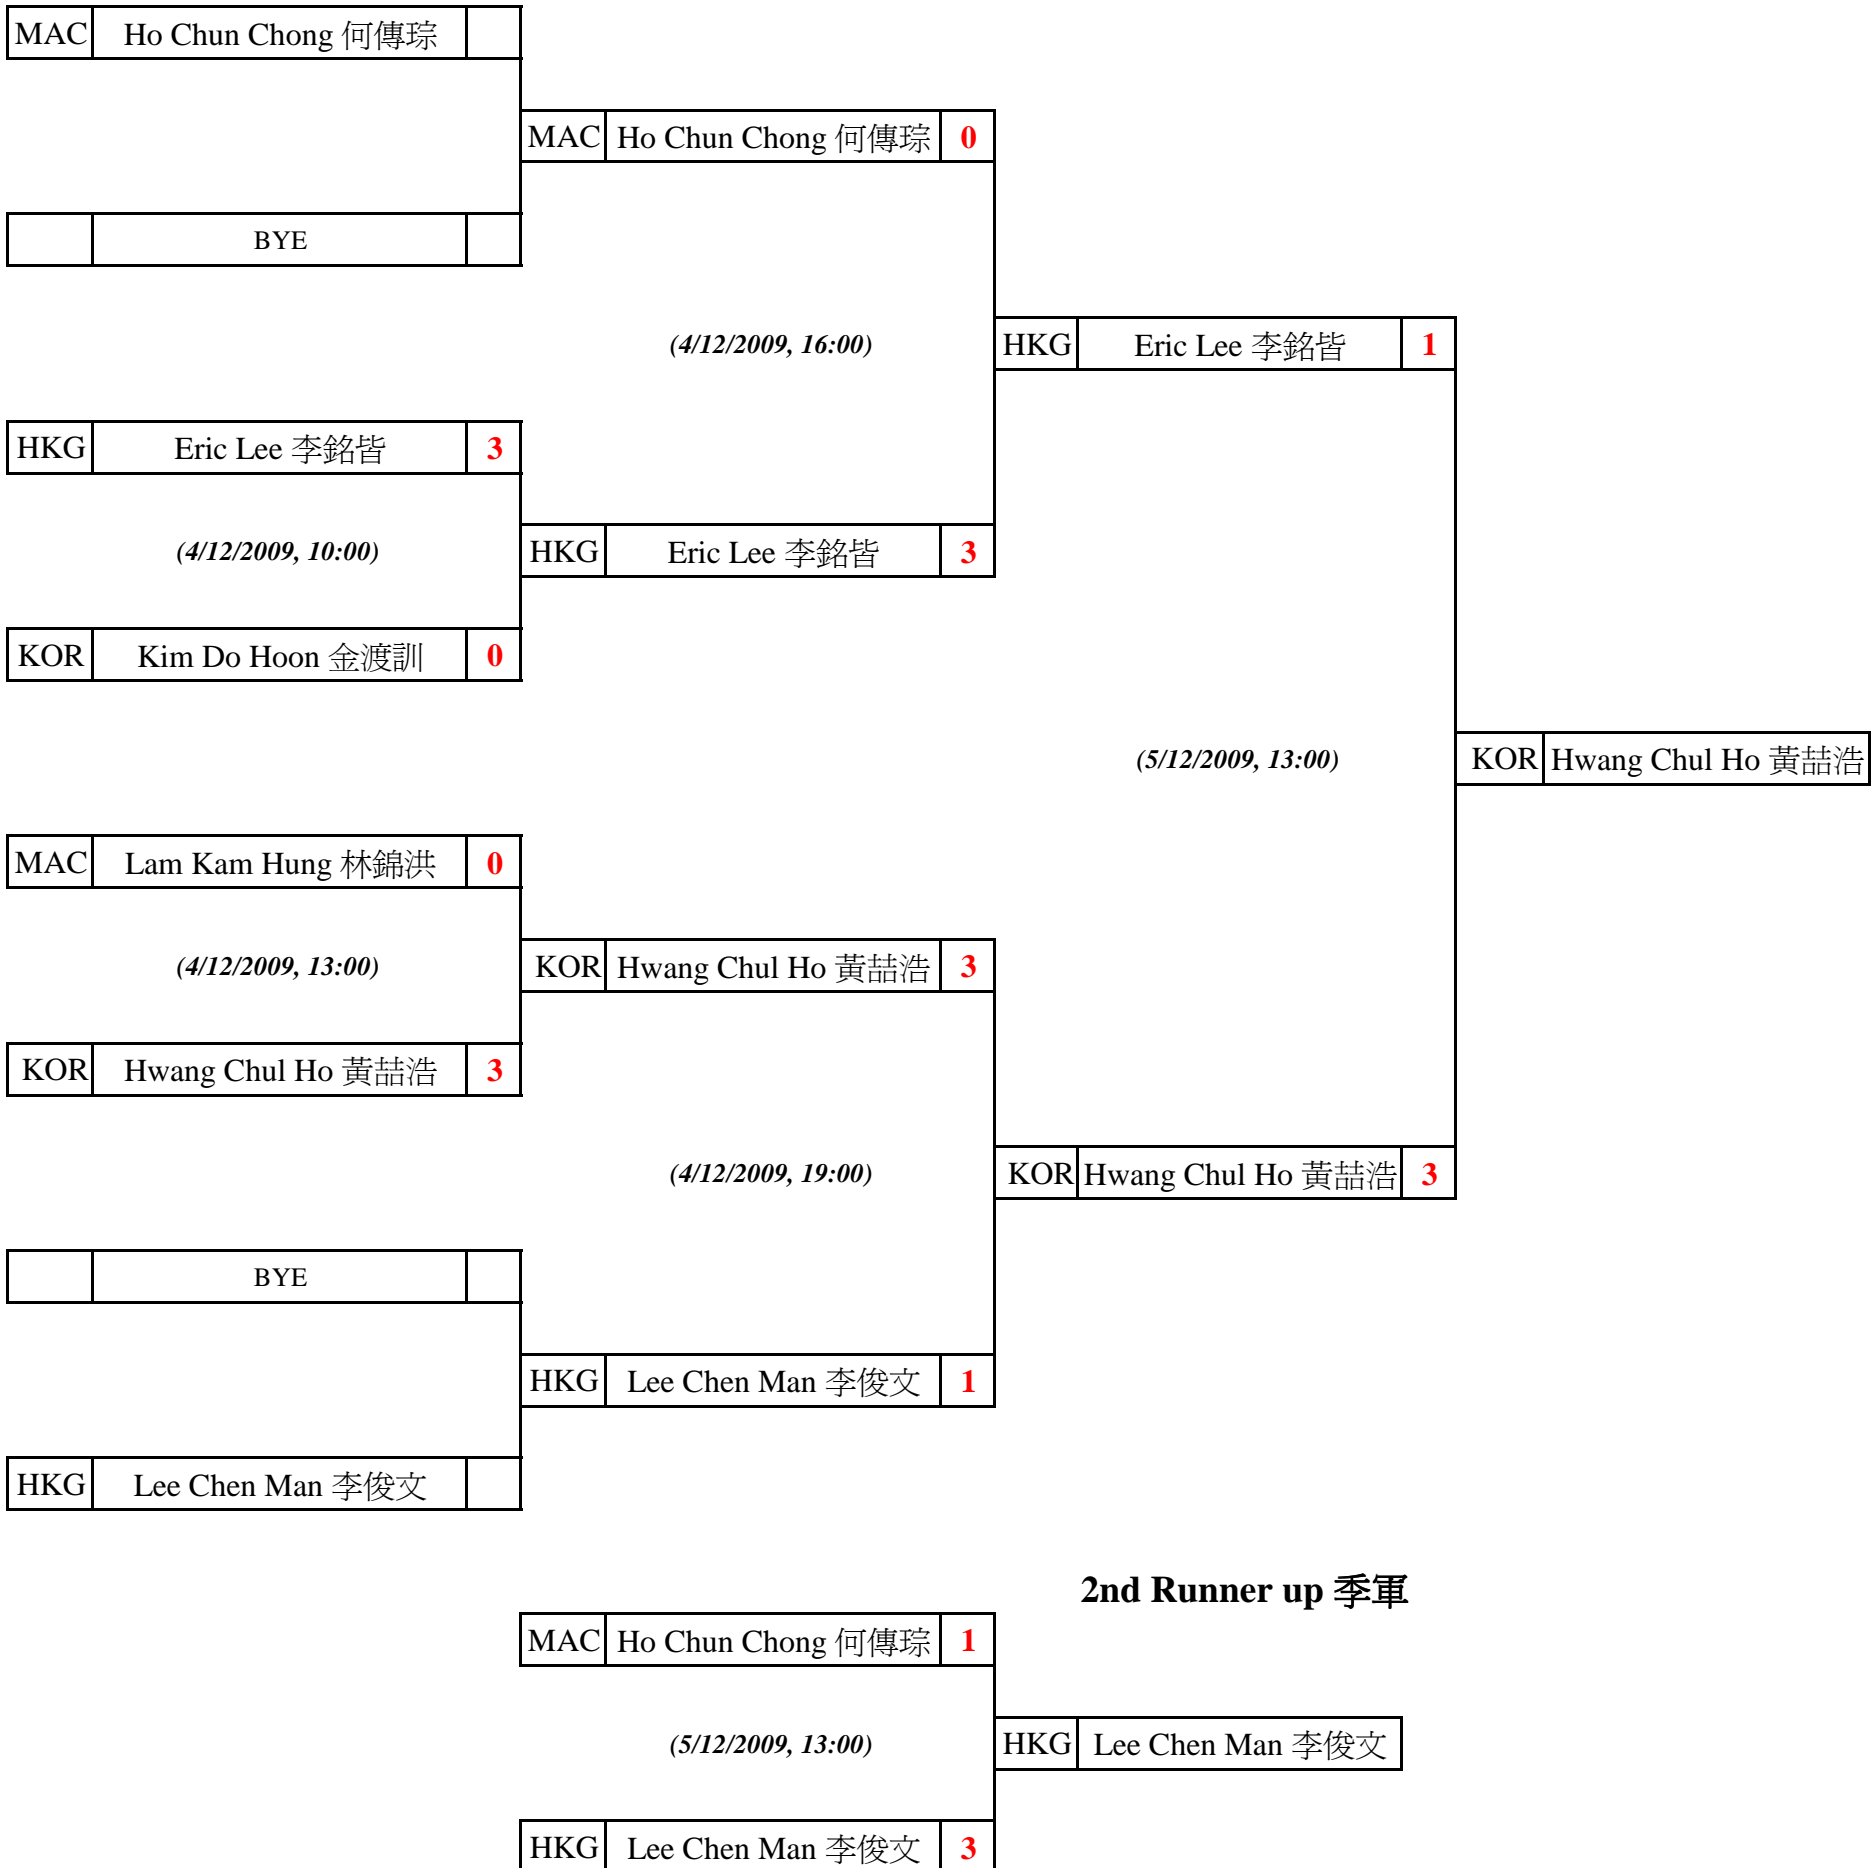 MAC Ho Chun Chong 何傳琮
MAC Ho Chun Chong 何傳琮 0
BYE
(4/12/2009, 16:00)
HKG Eric Lee 李銘皆 1
HKG Eric Lee 李銘皆 3
(4/12/2009, 10:00)
HKG Eric Lee 李銘皆 3
KOR Kim Do Hoon 金渡訓 0
(5/12/2009, 13:00)
KOR Hwang Chul Ho 黃喆浩
MAC Lam Kam Hung 林錦洪 0
(4/12/2009, 13:00)
KOR Hwang Chul Ho 黃喆浩 3
KOR Hwang Chul Ho 黃喆浩 3
(4/12/2009, 19:00)
KOR Hwang Chul Ho 黃喆浩 3
BYE
HKG Lee Chen Man 李俊文 1
HKG Lee Chen Man 李俊文
2nd Runner up 季軍
MAC Ho Chun Chong 何傳琮 1
(5/12/2009, 13:00)
HKG Lee Chen Man 李俊文
HKG Lee Chen Man 李俊文 3